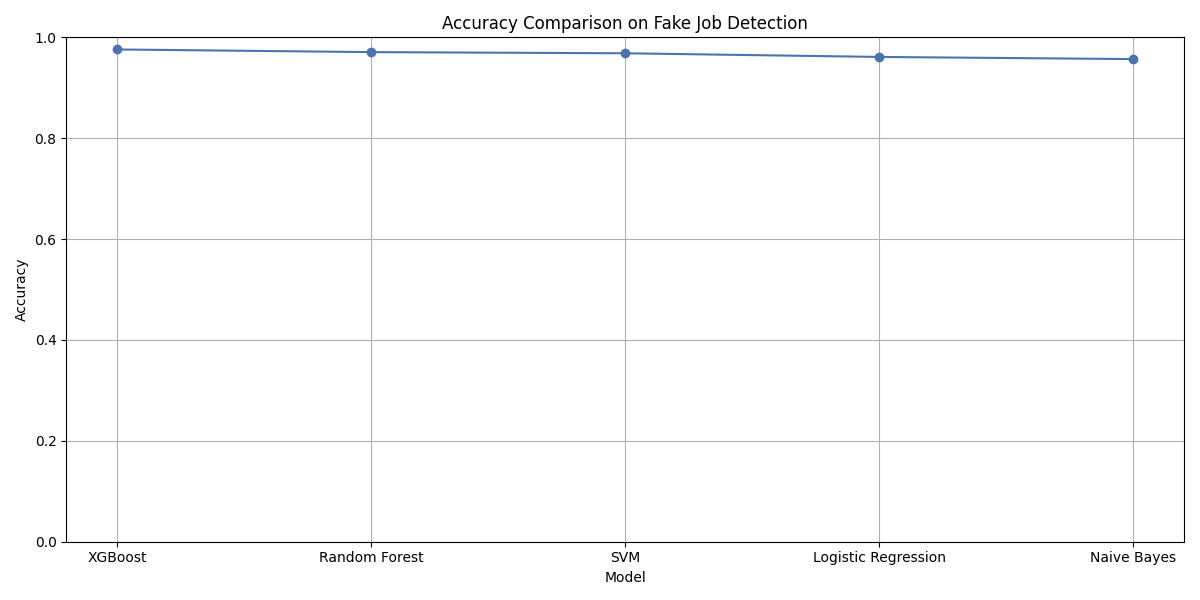 Accuracy Comparison on Fake Job Detection
1.0
0.8
0.6
0.4
0.2
0.0
Accuracy
XGBoost Random Forest SVM Logistic Regression Naive Bayes
Model